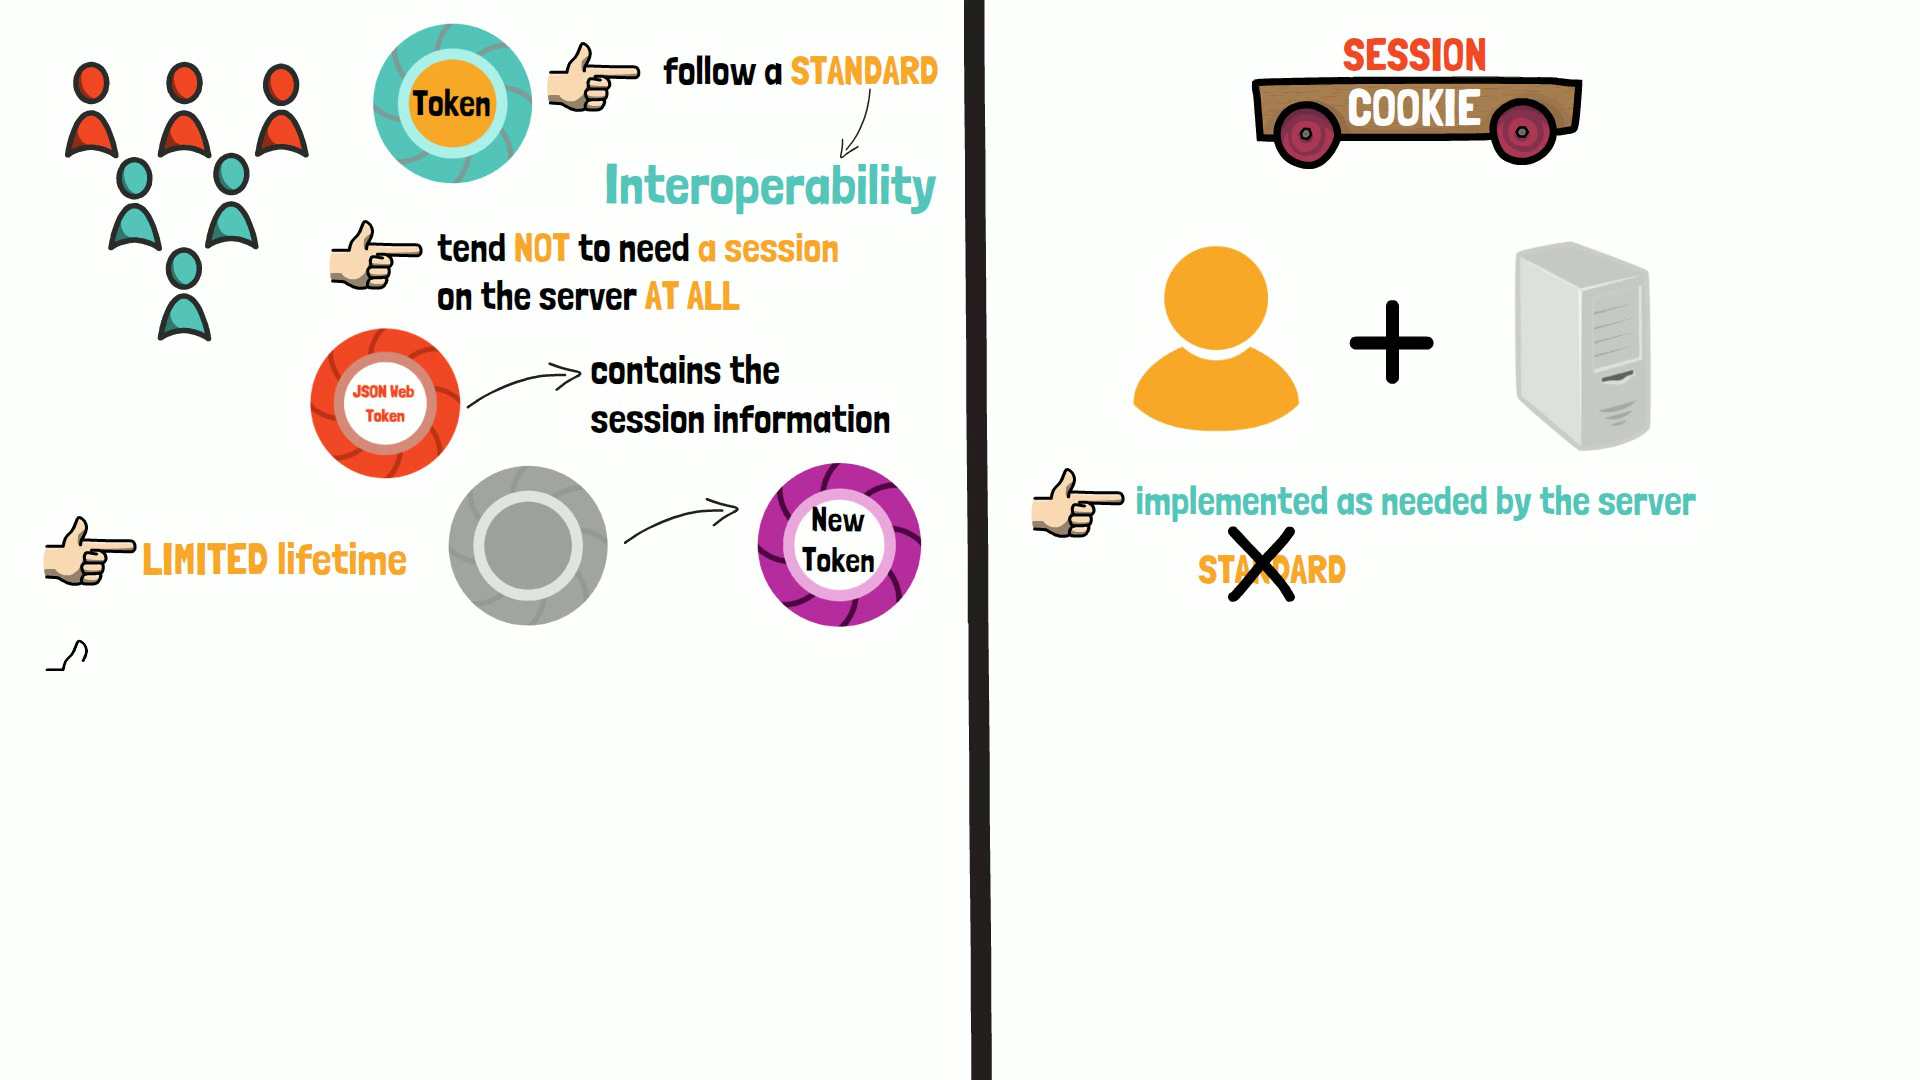 Token
follow a STANDARD
Interoperability
tend NOT to need a session
on the server AT ALL
JSON Web
Token
contains the
session information
LIMITED lifetime
New
Token
SESSION
COOKIE
implemented as needed by the server
STANDARD